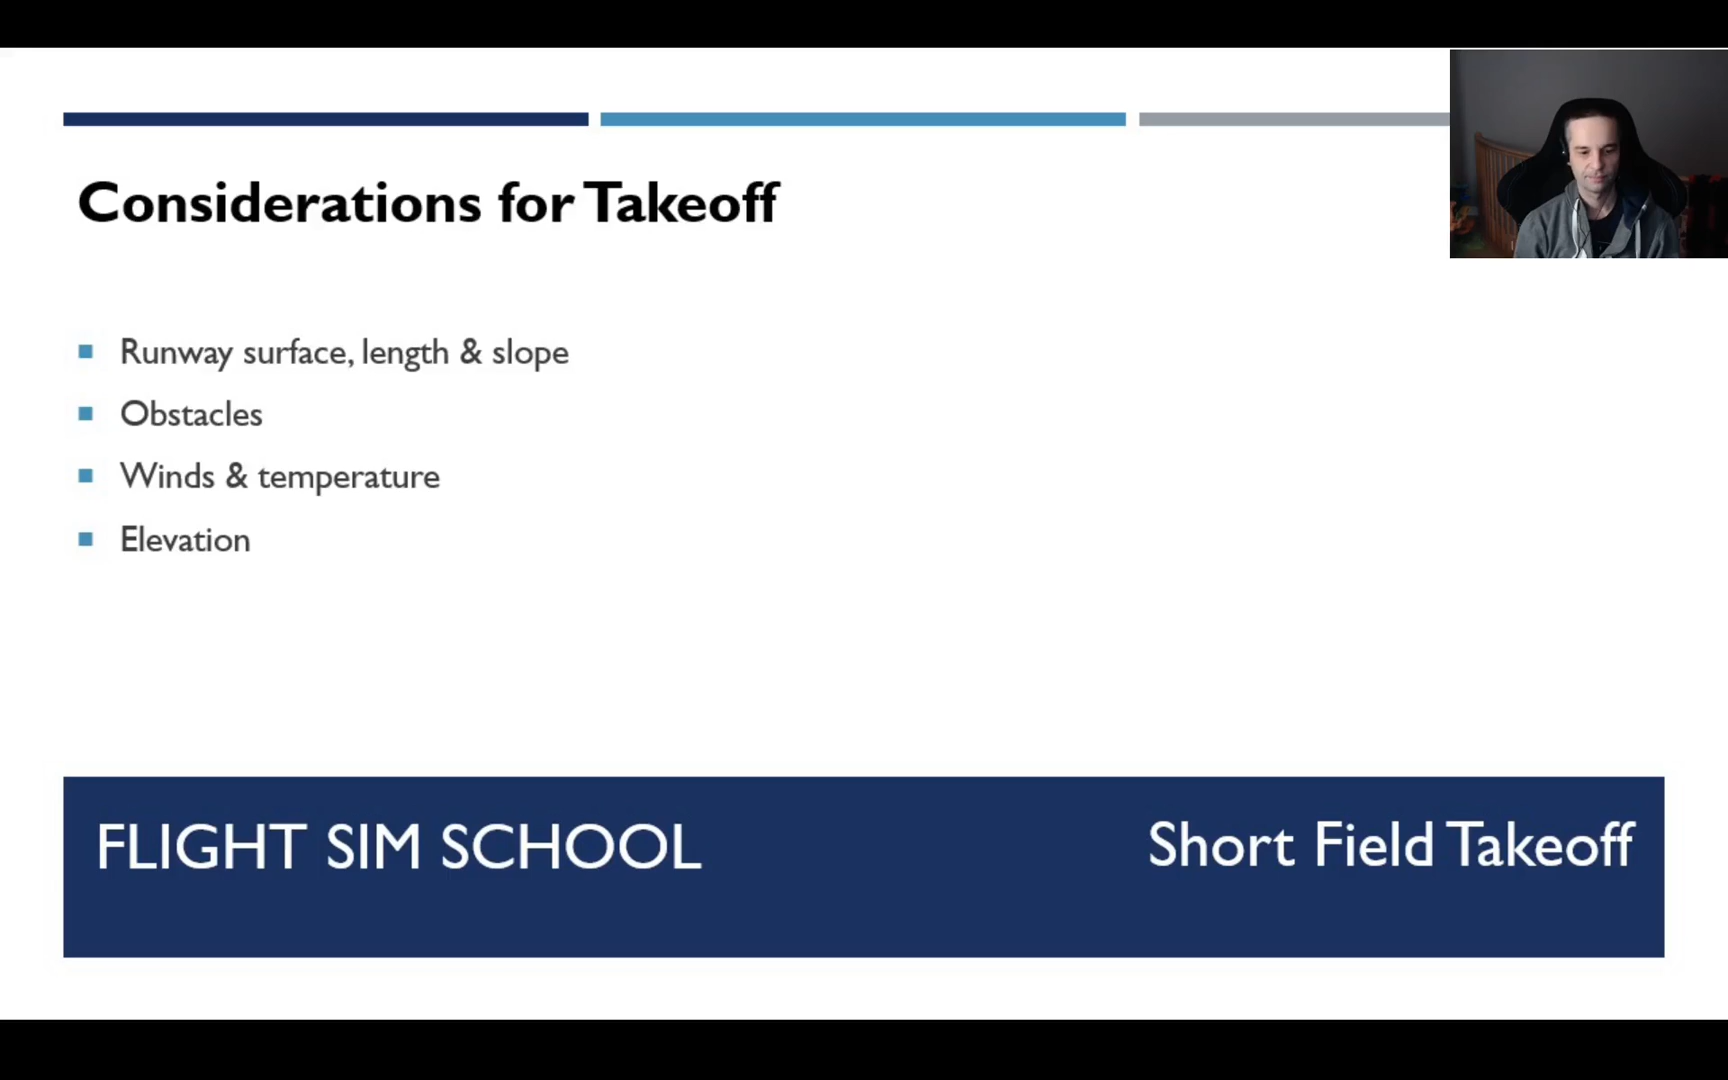 Considerations for Takeoff
Runway surface, length & slope
Obstacles
Winds & temperature
Elevation
FLIGHT SIM SCHOOL
Short Field Takeoff